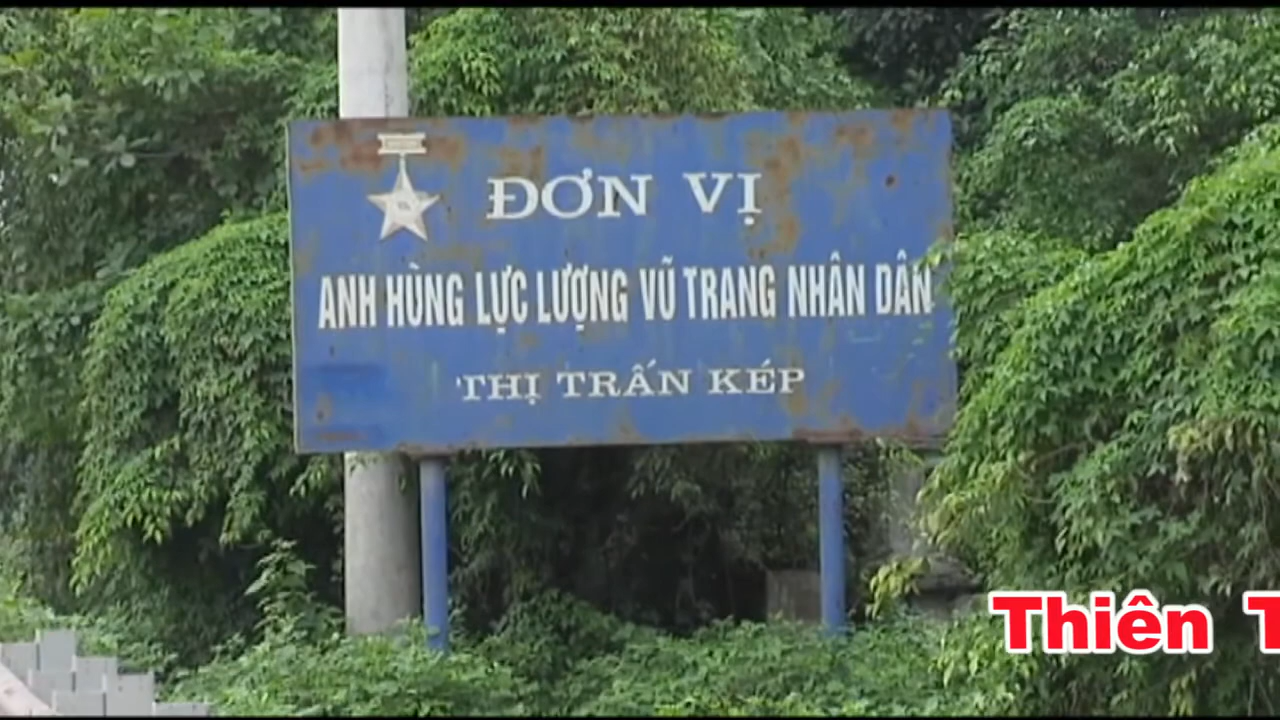 ĐƠN VỊ
ANH HÙNG LỰC LƯỢNG VŨ TRANG NHÂN DÂN
THỊ TRẤN KÉP
Thiên